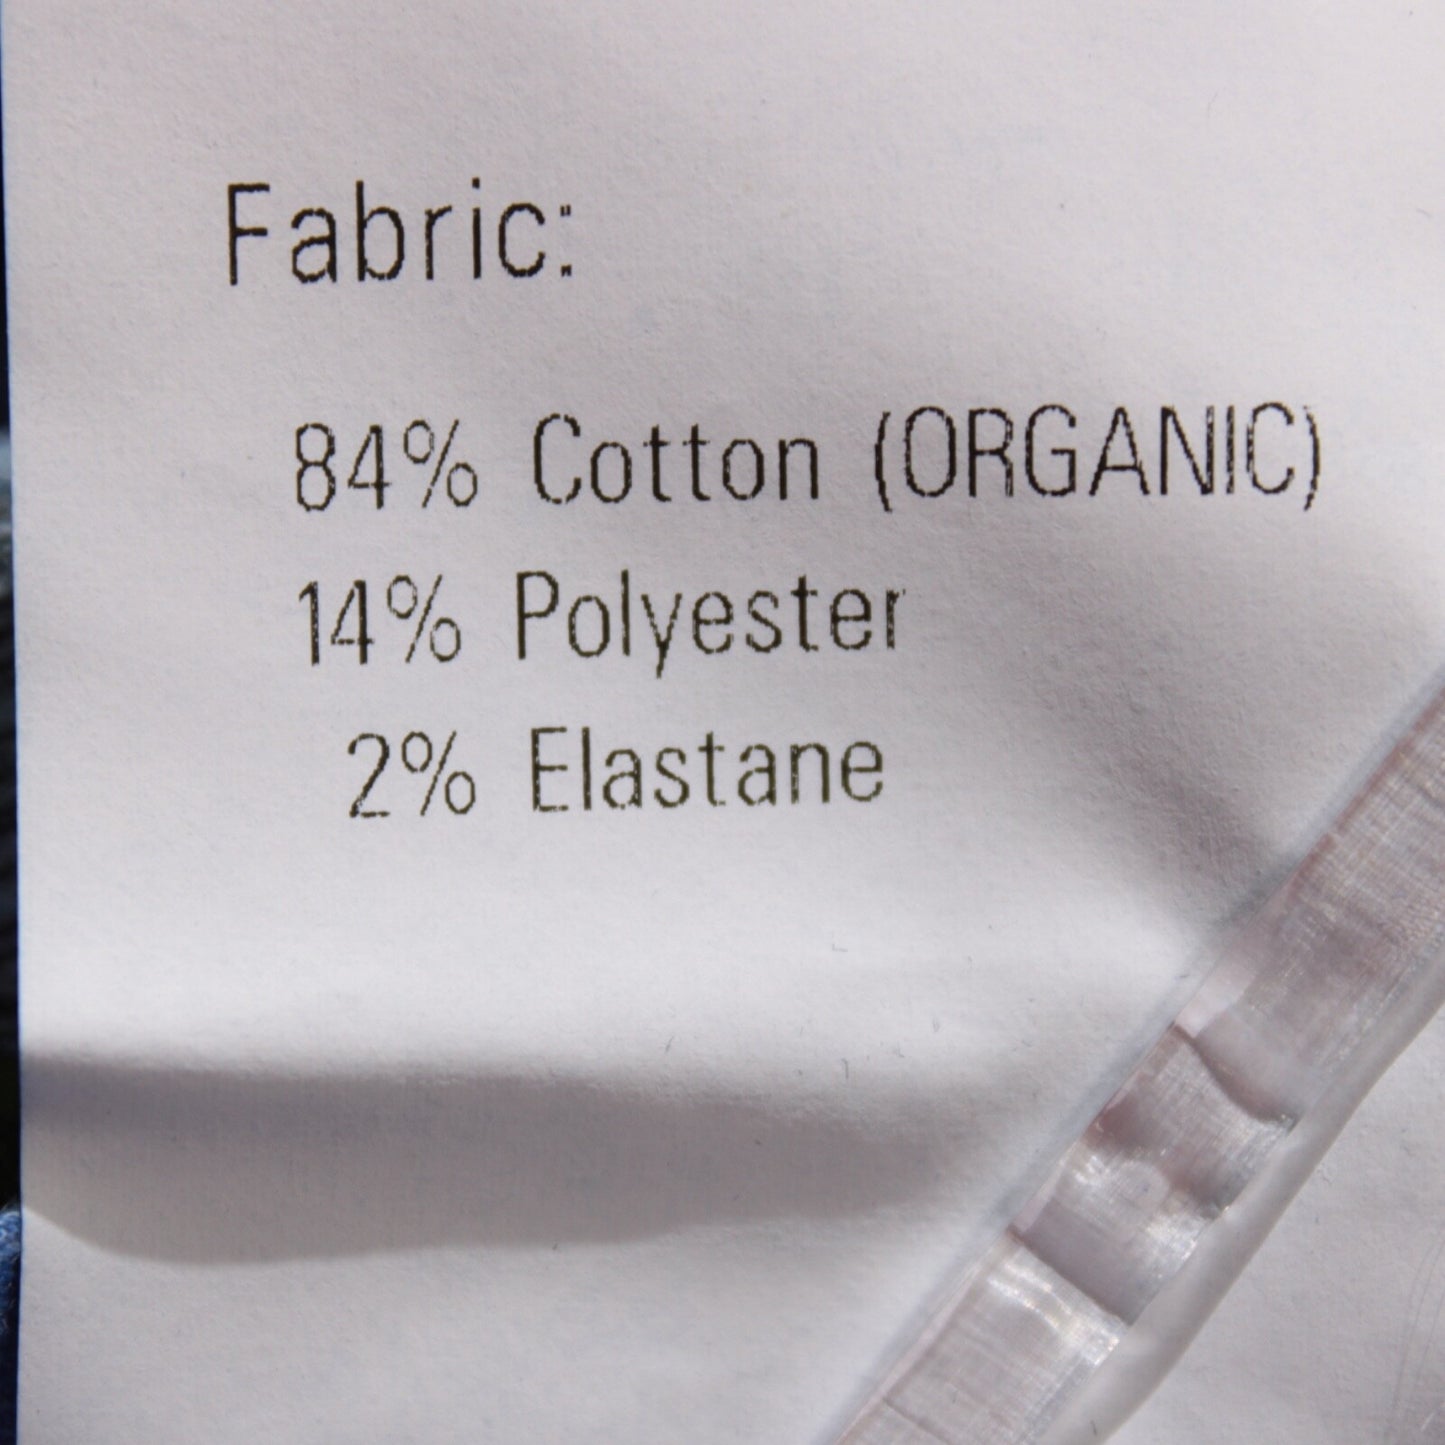 Fabric:
84% Cotton (ORGANIC)
14% Polyester
2% Elastane